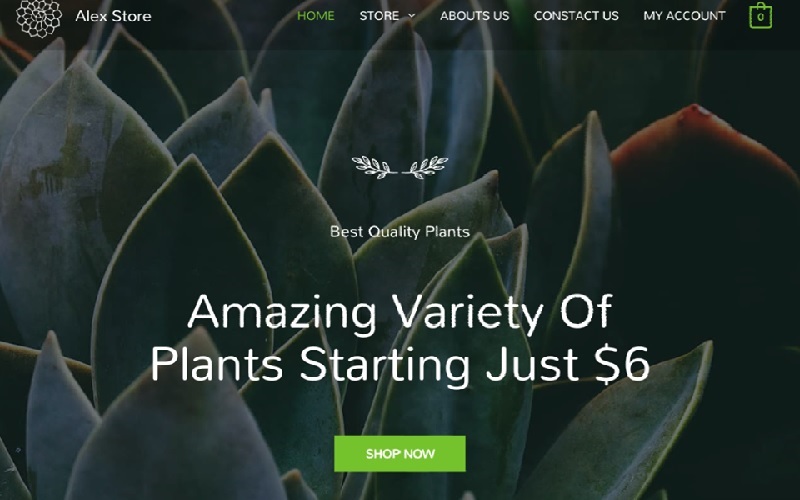 Alex Store
HOME STORE ABOUTS US CONSTACT US MY ACCOUNT 0
Best Quality Plants
Amazing Variety Of
Plants Starting Just $6
SHOP NOW